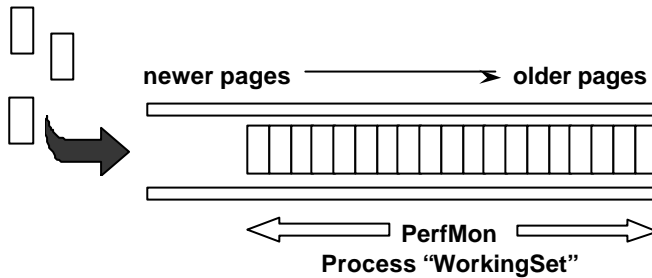 newer pages
older pages
PerfMon
Process “WorkingSet”